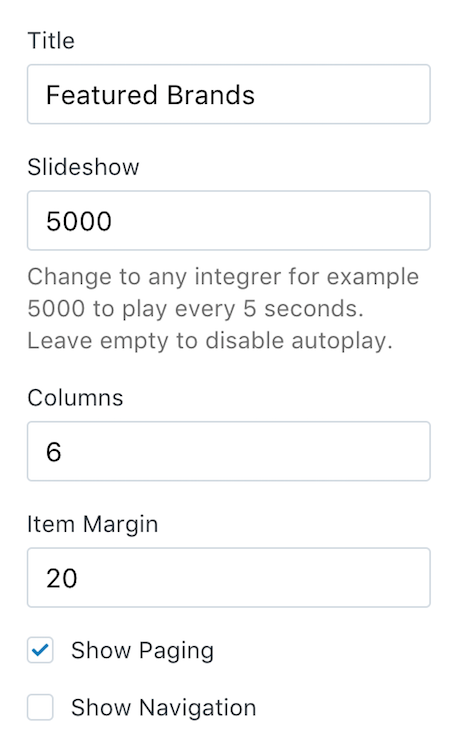 Title
Featured Brands
Slideshow
5000
Change to any integrer for example
5000 to play every 5 seconds.
Leave empty to disable autoplay.
Columns
6
Item Margin
20
Show Paging
Show Navigation